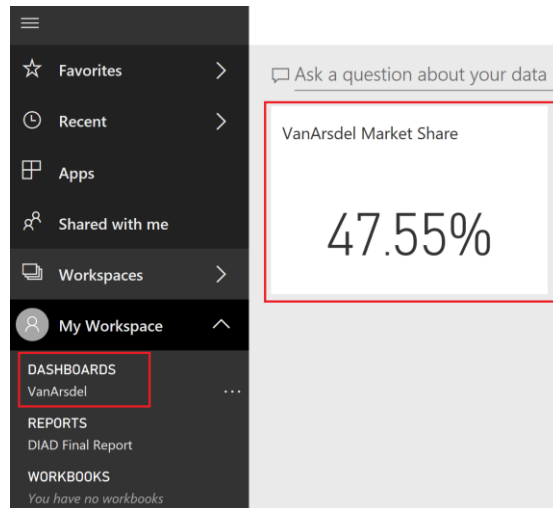 Favorites
Recent
Apps
Shared with me
Workspaces
My Workspace
DASHBOARDS
VanArsdel
...
REPORTS
DIAD Final Report
WORKBOOKS
You have no workbooks
Ask a question about your data
VanArsdel Market Share
47.55%